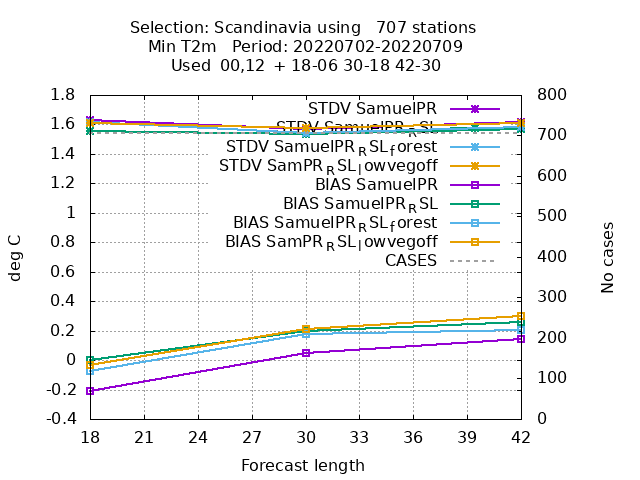 Selection: Scandinavia using   707 stations
Min T2m   Period: 20220702-20220709
Used  00,12  + 18-06 30-18 42-30
1.8
1.6
1.4
1.2
1
0.8
0.6
0.4
0.2
0
-0.2
-0.4
deg C
STDV SamuelPR
STDV SamuelPR_RSL
STDV SamuelPR_RSL_forest
STDV SamPR_RSL_lowvegoff
BIAS SamuelPR
BIAS SamuelPR_RSL
BIAS SamuelPR_RSL_forest
BIAS SamPR_RSL_lowvegoff
CASES
800
700
600
500
400
300
200
100
0
No cases
18 21 24 27 30 33 36 39 42
Forecast length